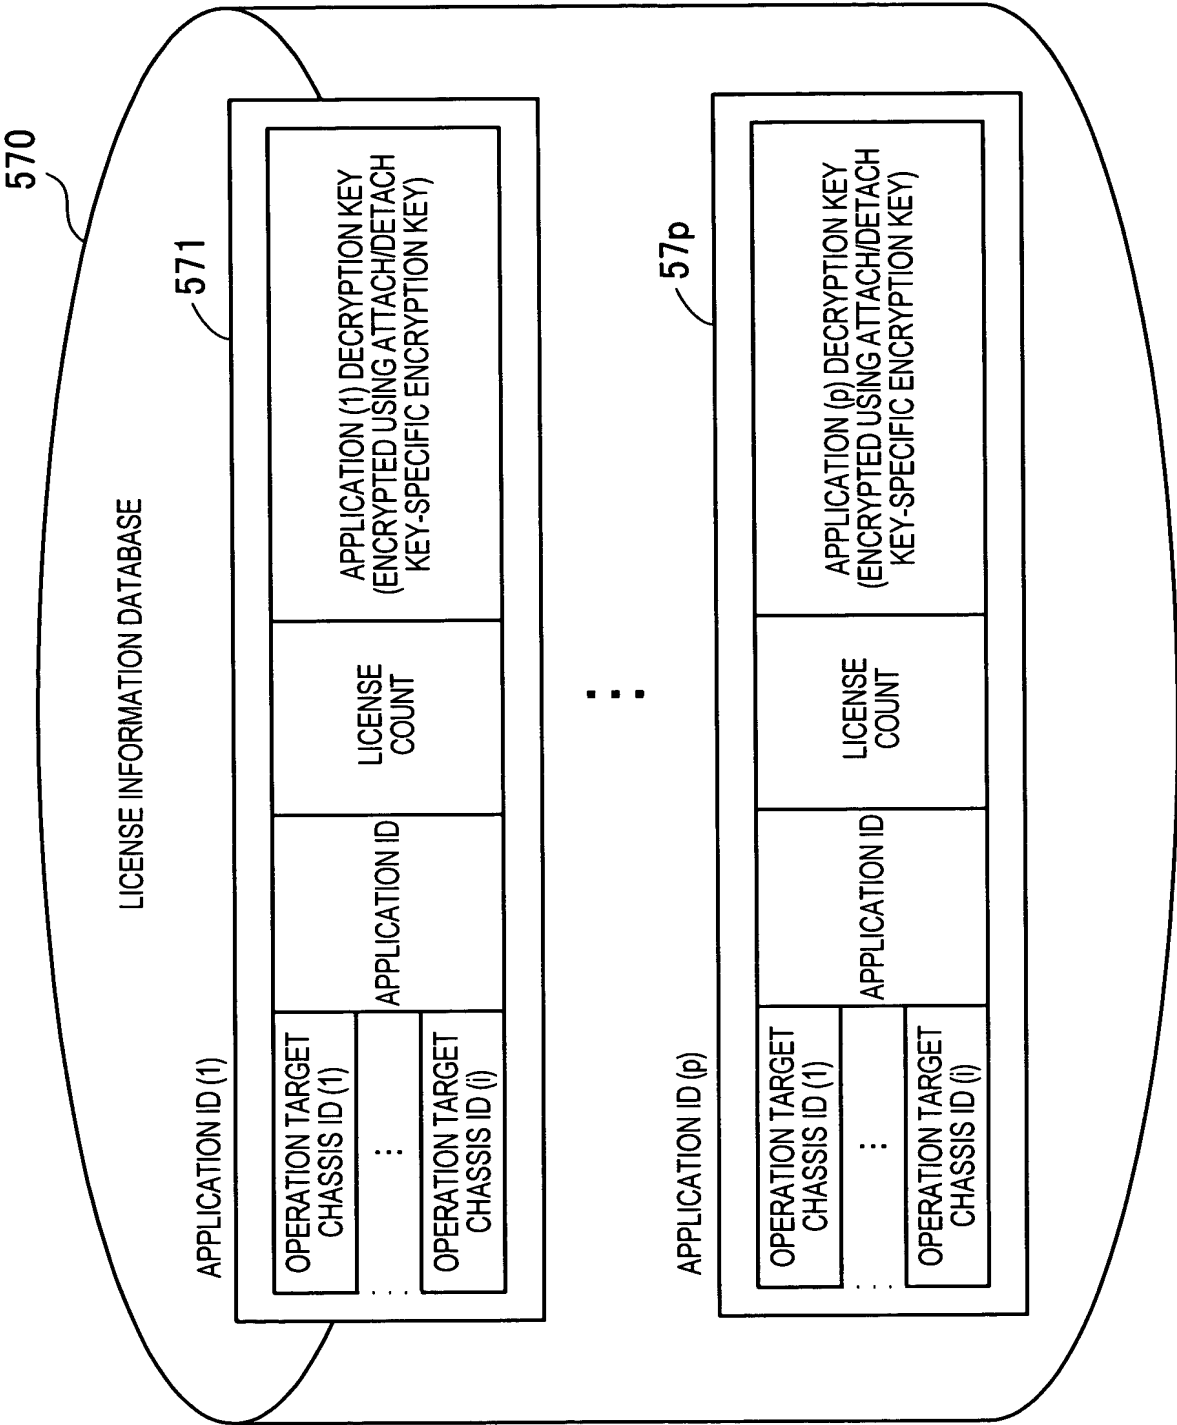 570
LICENSE INFORMATION DATABASE
APPLICATION ID (1)
571
OPERATION TARGET
CHASSIS ID (1)
...
OPERATION TARGET
CHASSIS ID (i)
APPLICATION ID
LICENSE
COUNT
APPLICATION (1) DECRYPTION KEY
(ENCRYPTED USING ATTACH/DETACH
KEY-SPECIFIC ENCRYPTION KEY)
...
APPLICATION ID (p)
57p
OPERATION TARGET
CHASSIS ID (1)
...
OPERATION TARGET
CHASSIS ID (i)
APPLICATION ID
LICENSE
COUNT
APPLICATION (p) DECRYPTION KEY
(ENCRYPTED USING ATTACH/DETACH
KEY-SPECIFIC ENCRYPTION KEY)